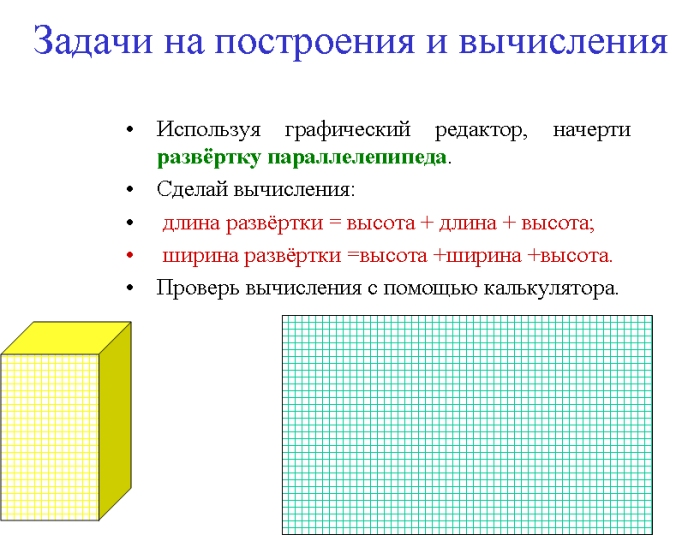 Задачи на построения и вычисления
• Используя графический редактор, начерти
развёртку параллелепипеда.
• Сделай вычисления:
• длина развёртки = высота + длина + высота;
• ширина развёртки =высота +ширина +высота.
• Проверь вычисления с помощью калькулятора.